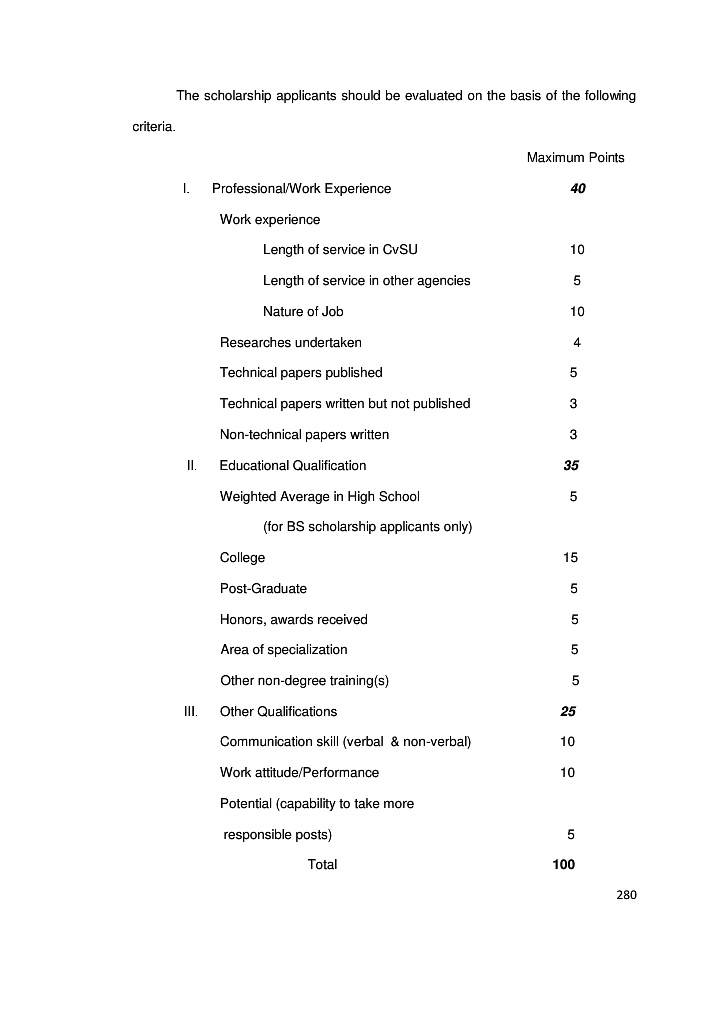 The scholarship applicants should be evaluated on the basis of the following
criteria.
Maximum Points
I. Professional/Work Experience 40
Work experience
Length of service in CvSU 10
Length of service in other agencies 5
Nature of Job 10
Researches undertaken 4
Technical papers published 5
Technical papers written but not published 3
Non-technical papers written 3
II. Educational Qualification 35
Weighted Average in High School 5
(for BS scholarship applicants only)
College 15
Post-Graduate 5
Honors, awards received 5
Area of specialization 5
Other non-degree training(s) 5
III. Other Qualifications 25
Communication skill (verbal & non-verbal) 10
Work attitude/Performance 10
Potential (capability to take more
responsible posts) 5
Total 100
280